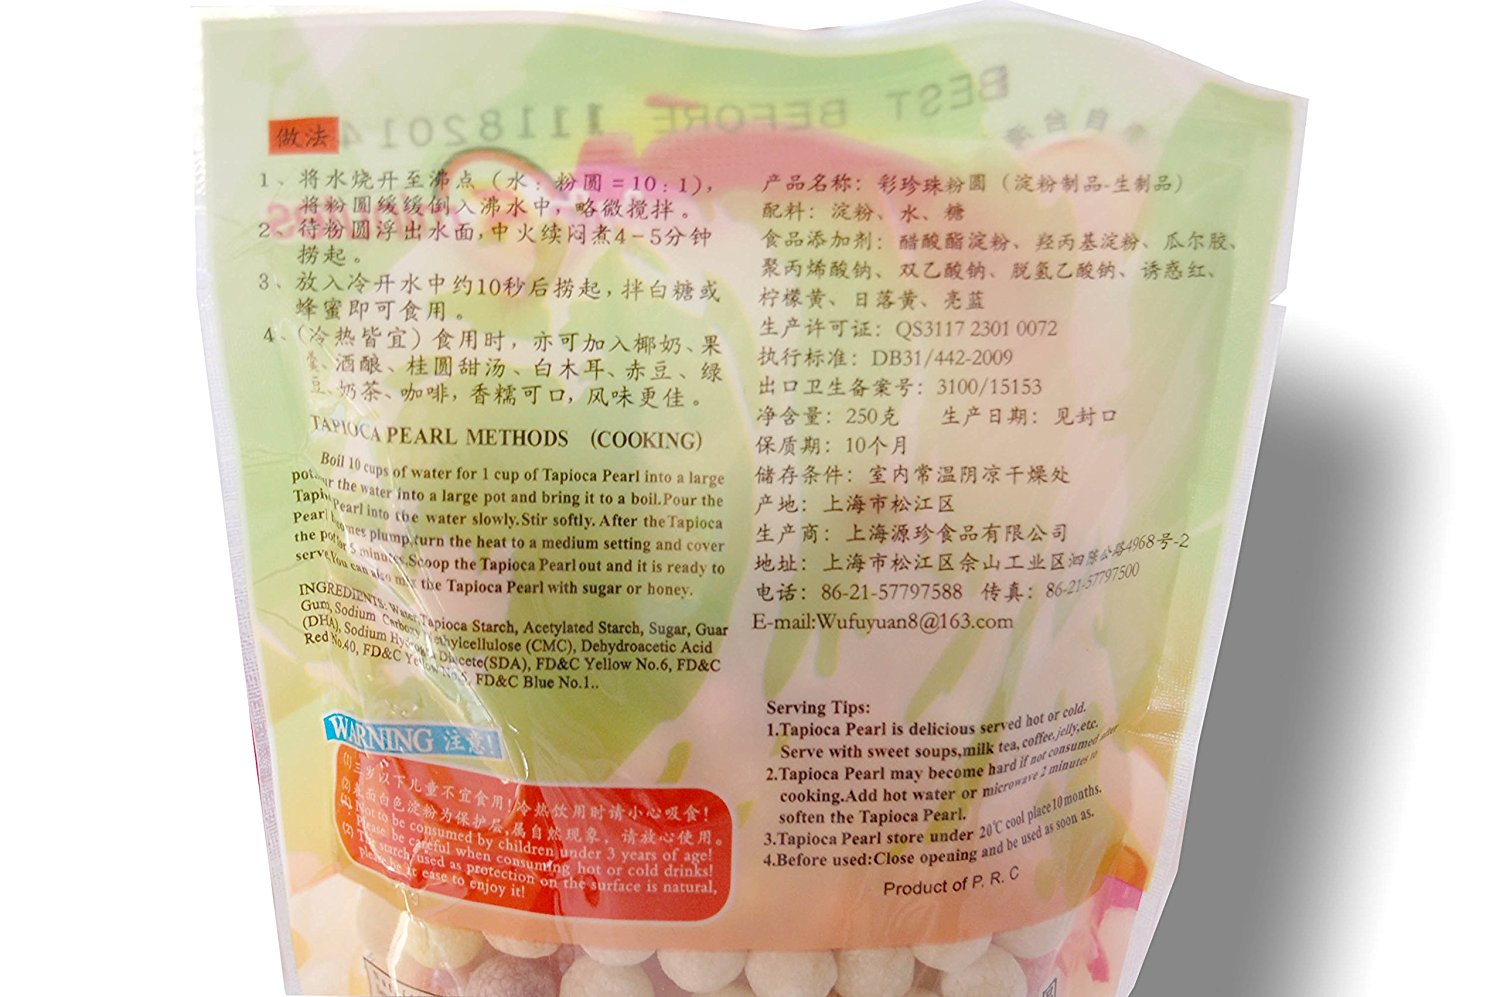 BEST BEFORE 11182014
做法
1、将水烧开至沸点（水：粉圆=10：1），
将粉圆缓缓倒入沸水中，略微搅拌。
2、待粉圆浮出水面，中火续闷煮4-5分钟
捞起。
3、放入冷开水中约10秒后捞起，拌白糖或
蜂蜜即可食用。
4、（冷热皆宜）食用时，亦可加入椰奶、果
酒酿、桂圆甜汤、白木耳、赤豆、绿
豆、奶茶、咖啡，香糯可口，风味更佳。
TAPIOCA PEARL METHODS (COOKING)
Boil 10 cups of water for 1 cup of Tapioca Pearl into a large
the water into a large pot and bring it to a boil.Pour the
Pearl into the water slowly.Stir softly. After the Tapioca
Pearl plump,turn the heat to a medium setting and cover
the 5 minutes.Scoop the Tapioca Pearl out and it is ready to
serve.You can also mix the Tapioca Pearl with sugar or honey.
INGREDIENTS: Water,Tapioca Starch, Acetylated Starch, Sugar, Guar
Gum, Sodium (CMC), Dehydroacetic Acid
(DHA), Sodium (SDA), FD&C Yellow No.6, FD&C
Red No.40, FD&C Yellow No.5, FD&C Blue No.1..
WARNING 注意!
(1)三岁以下儿童不宜食用!冷热饮用时请小心吸食!
(2)表面白色淀粉为保护层,属自然现象，请放心使用。
(1) Not to be consumed by children under 3 years of age!
Please be careful when consuming hot or cold drinks!
(2) The starch used as protection on the surface is natural,
Please be at ease to enjoy it!
产品名称：彩珍珠粉圆（淀粉制品-生制品）
配料：淀粉、水、糖
食品添加剂：醋酸酯淀粉、羟丙基淀粉、瓜尔胶、
聚丙烯酸钠、双乙酸钠、脱氢乙酸钠、诱惑红、
柠檬黄、日落黄、亮蓝
生产许可证：QS3117 2301 0072
执行标准：DB31/442-2009
出口卫生备案号：3100/15153
净含量：250克 生产日期：见封口
保质期：10个月
储存条件：室内常温阴凉干燥处
产地：上海市松江区
生产商：上海源珍食品有限公司
地址：上海市松江区佘山工业区泗陈公路4968号-2
电话：86-21-57797588 传真：86-21-57797500
E-mail:Wufuyuan8@163.com
Serving Tips:
1.Tapioca Pearl is delicious served hot or cold.
Serve with sweet soups,milk tea,coffee,jelly,etc.
2.Tapioca Pearl may become hard if not consumed after
cooking.Add hot water or microwave 2 minutes to
soften the Tapioca Pearl.
3.Tapioca Pearl store under 20℃ cool place 10 months.
4.Before used:Close opening and be used as soon as.
Product of P. R. C